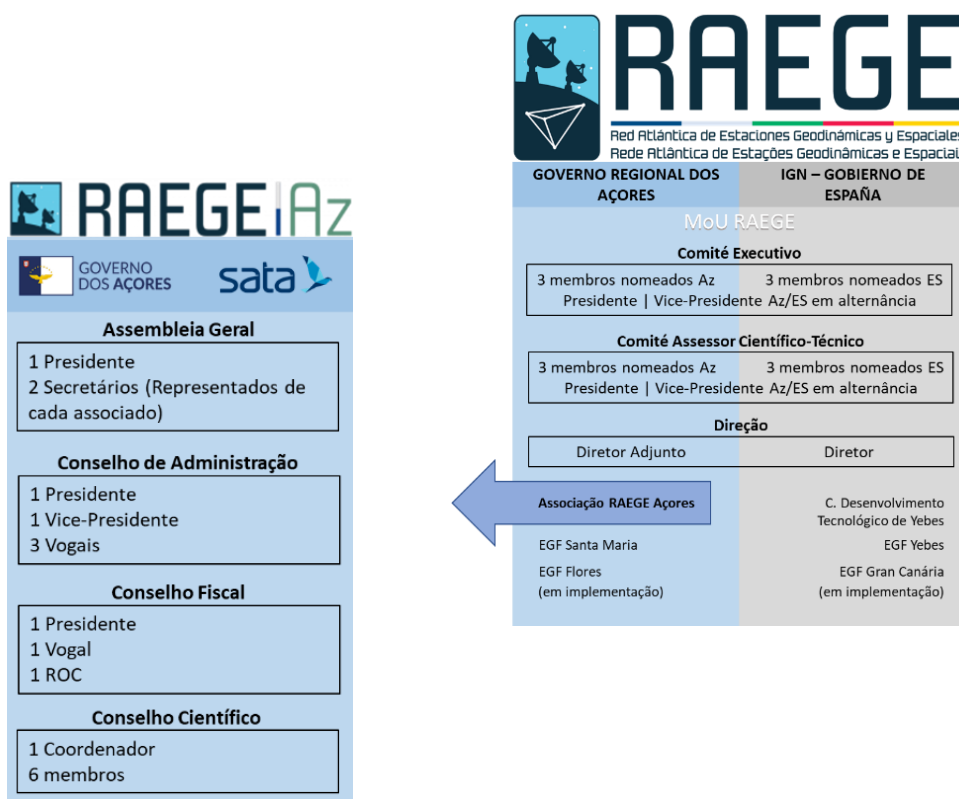 RAEGE
Red Atlántica de Estaciones Geodinámicas y Espaciales
Rede Atlântica de Estações Geodinâmicas e Espaciai
GOVERNO REGIONAL DOS AÇORES
IGN – GOBIERNO DE ESPAÑA
MoU RAEGE
Comité Executivo
3 membros nomeados Az 3 membros nomeados ES
Presidente | Vice-Presidente Az/ES em alternância
Comité Assessor Científico-Técnico
3 membros nomeados Az 3 membros nomeados ES
Presidente | Vice-Presidente Az/ES em alternância
Direção
Diretor Adjunto Diretor
Associação RAEGE Açores
EGF Santa Maria
EGF Flores
(em implementação)
C. Desenvolvimento
Tecnológico de Yebes
EGF Yebes
EGF Gran Canária
(em implementação)
RAEGE Az
GOVERNO
DOS AÇORES
sata
Assembleia Geral
1 Presidente
2 Secretários (Representados de
cada associado)
Conselho de Administração
1 Presidente
1 Vice-Presidente
3 Vogais
Conselho Fiscal
1 Presidente
1 Vogal
1 ROC
Conselho Científico
1 Coordenador
6 membros